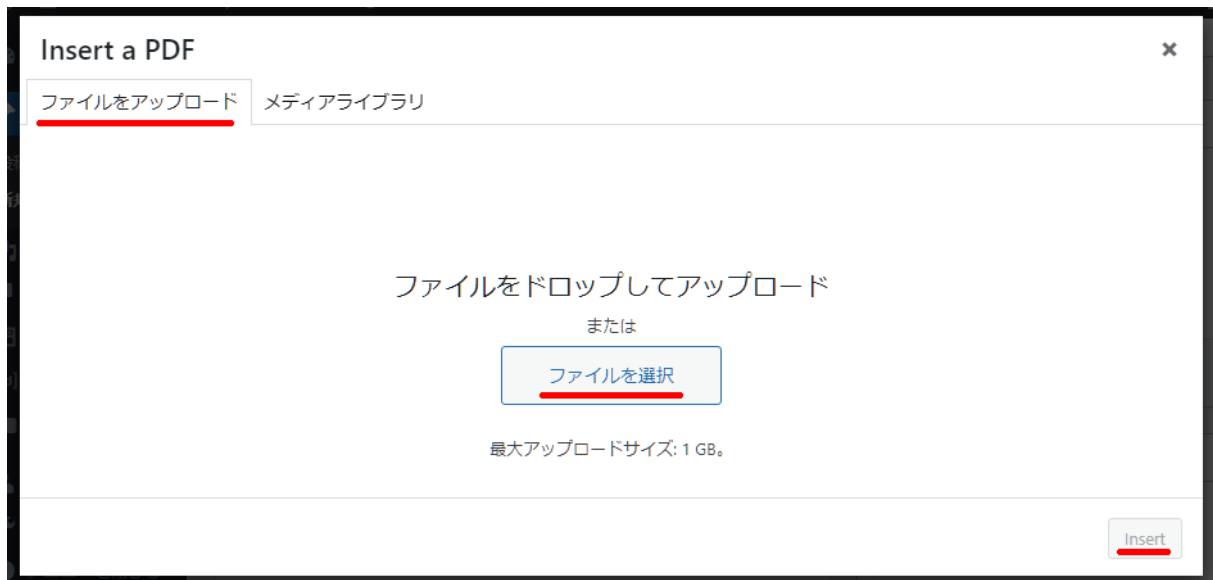 Insert a PDF
×
ファイルをアップロード メディアライブラリ
ファイルをドロップしてアップロード
または
ファイルを選択
最大アップロードサイズ: 1 GB。
Insert